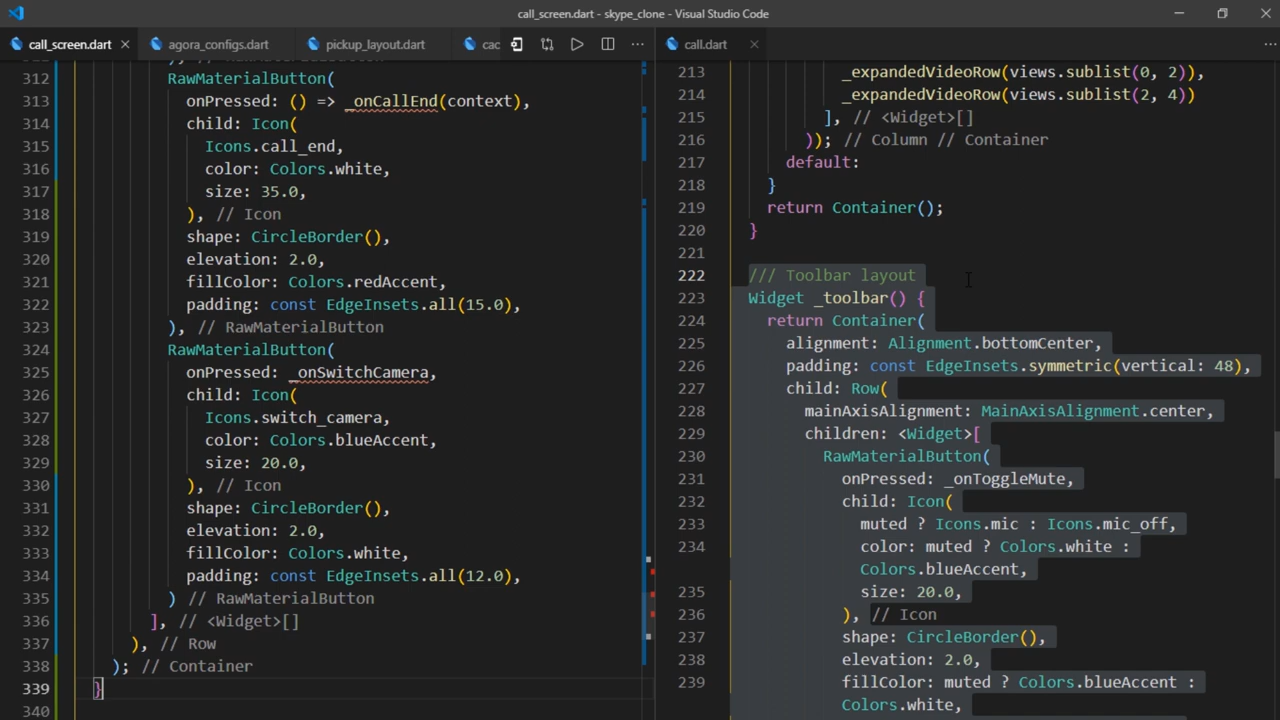 call_screen.dart - skype_clone - Visual Studio Code
call_screen.dart
agora_configs.dart
pickup_layout.dart
cac
call.dart
312 RawMaterialButton(
313 onPressed: () => _onCallEnd(context),
314 child: Icon(
315 Icons.call_end,
316 color: Colors.white,
317 size: 35.0,
318 ), // Icon
319 shape: CircleBorder(),
320 elevation: 2.0,
321 fillColor: Colors.redAccent,
322 padding: const EdgeInsets.all(15.0),
323 ), // RawMaterialButton
324 RawMaterialButton(
325 onPressed: _onSwitchCamera,
326 child: Icon(
327 Icons.switch_camera,
328 color: Colors.blueAccent,
329 size: 20.0,
330 ), // Icon
331 shape: CircleBorder(),
332 elevation: 2.0,
333 fillColor: Colors.white,
334 padding: const EdgeInsets.all(12.0),
335 ) // RawMaterialButton
336 ], // <Widget>[]
337 ), // Row
338 ); // Container
339 }
340
213 _expandedVideoRow(views.sublist(0, 2)),
214 _expandedVideoRow(views.sublist(2, 4))
215 ], // <Widget>[]
216 )); // Column // Container
217 default:
218 }
219 return Container();
220 }
221
222 /// Toolbar layout
223 Widget _toolbar() {
224 return Container(
225 alignment: Alignment.bottomCenter,
226 padding: const EdgeInsets.symmetric(vertical: 48),
227 child: Row(
228 mainAxisAlignment: MainAxisAlignment.center,
229 children: <Widget>[
230 RawMaterialButton(
231 onPressed: _onToggleMute,
232 child: Icon(
233 muted ? Icons.mic : Icons.mic_off,
234 color: muted ? Colors.white :
Colors.blueAccent,
235 size: 20.0,
236 ), // Icon
237 shape: CircleBorder(),
238 elevation: 2.0,
239 fillColor: muted ? Colors.blueAccent :
Colors.white,